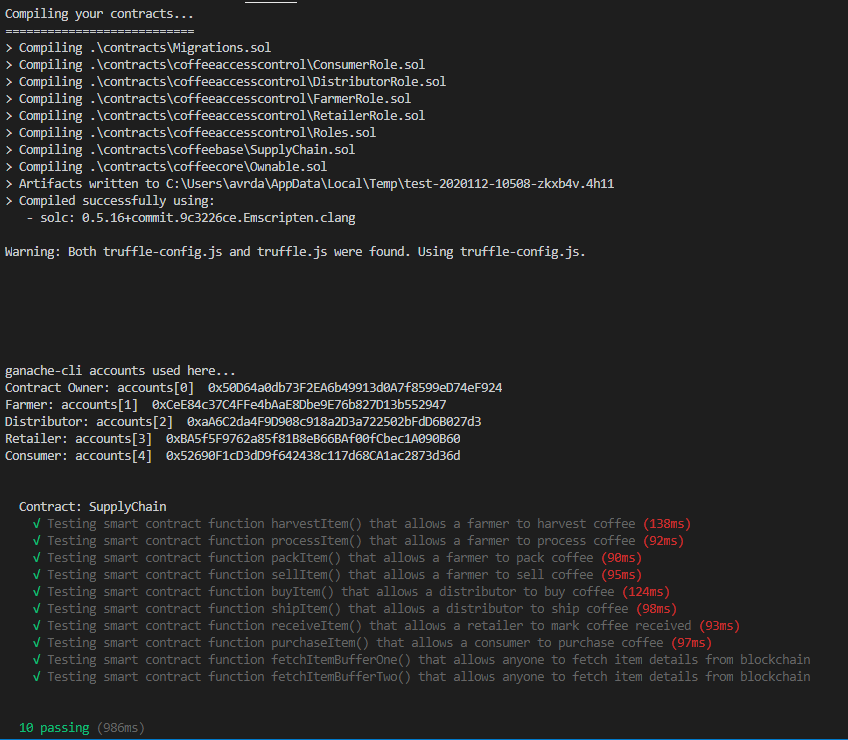 Compiling your contracts...
===========================
> Compiling .\contracts\Migrations.sol
> Compiling .\contracts\coffeeaccesscontrol\ConsumerRole.sol
> Compiling .\contracts\coffeeaccesscontrol\DistributorRole.sol
> Compiling .\contracts\coffeeaccesscontrol\FarmerRole.sol
> Compiling .\contracts\coffeeaccesscontrol\RetailerRole.sol
> Compiling .\contracts\coffeeaccesscontrol\Roles.sol
> Compiling .\contracts\coffeebase\SupplyChain.sol
> Compiling .\contracts\coffeecore\Ownable.sol
> Artifacts written to C:\Users\avrda\AppData\Local\Temp\test-2020112-10508-zkxb4v.4h11
> Compiled successfully using:
   - solc: 0.5.16+commit.9c3226ce.Emscripten.clang
Warning: Both truffle-config.js and truffle.js were found. Using truffle-config.js.
ganache-cli accounts used here...
Contract Owner: accounts[0]  0x50D64a0db73F2EA6b49913d0A7f8599eD74eF924
Farmer: accounts[1]  0xCeE84c37C4FFe4bAaE8Dbe9E76b827D13b552947
Distributor: accounts[2]  0xaA6C2da4F9D908c918a2D3a722502bFdD6B027d3
Retailer: accounts[3]  0xBA5f5F9762a85f81B8eB66BAf00fCbec1A090B60
Consumer: accounts[4]  0x52690F1cD3dD9f642438c117d68CA1ac2873d36d
  Contract: SupplyChain
    √ Testing smart contract function harvestItem() that allows a farmer to harvest coffee (138ms)
    √ Testing smart contract function processItem() that allows a farmer to process coffee (92ms)
    √ Testing smart contract function packItem() that allows a farmer to pack coffee (90ms)
    √ Testing smart contract function sellItem() that allows a farmer to sell coffee (95ms)
    √ Testing smart contract function buyItem() that allows a distributor to buy coffee (124ms)
    √ Testing smart contract function shipItem() that allows a distributor to ship coffee (98ms)
    √ Testing smart contract function receiveItem() that allows a retailer to mark coffee received (93ms)
    √ Testing smart contract function purchaseItem() that allows a consumer to purchase coffee (97ms)
    √ Testing smart contract function fetchItemBufferOne() that allows anyone to fetch item details from blockchain
    √ Testing smart contract function fetchItemBufferTwo() that allows anyone to fetch item details from blockchain
  10 passing (986ms)